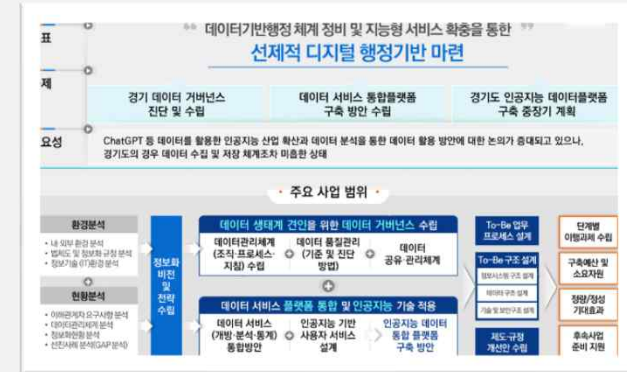 표
데이터기반행정 체계 정비 및 지능형 서비스 확충을 통한
선제적 디지털 행정기반 마련
제
경기 데이터 거버넌스
진단 및 수립
데이터 서비스 통합플랫폼
구축 방안 수립
경기도 인공지능 데이터플랫폼
구축 중장기 계획
요성
ChatGPT 등 데이터를 활용한 인공지능 산업 확산과 데이터 분석을 통한 데이터 활용 방안에 대한 논의가 증대되고 있으나,
경기도의 경우 데이터 수집 및 저장 체계조차 미흡한 상태
• 주요 사업 범위 •
환경분석
• 내·외부 환경 분석
• 법제도 및 정보화 규정 분석
• 정보기술(IT)환경 분석
현황분석
• 이해관계자 요구사항 분석
• 데이터관리체계 분석
• 정보화현황 분석
• 선진사례 분석(GAP분석)
정보화
비전
및
전략
수립
데이터 생태계 견인을 위한 데이터 거버넌스 수립
데이터관리체계
(조직·프로세스·
지침) 수립
데이터 품질관리
(기준 및 진단
방법)
데이터
공유·관리체계
데이터 서비스 플랫폼 통합 및 인공지능 기술 적용
데이터 서비스
(개방·분석·통계)
통합방안
인공지능 기반
사용자 서비스
설계
인공지능 데이터
통합 플랫폼
구축 방안
To-Be 업무
프로세스 설계
To-Be 구조 설계
정보시스템 구조 설계
데이터 구조 설계
기술 및 보안구조 설계
제도·규정
개선안 수립
단계별
이행과제 수립
구축예산 및
소요자원
정량/정성
기대효과
후속사업
준비 지원